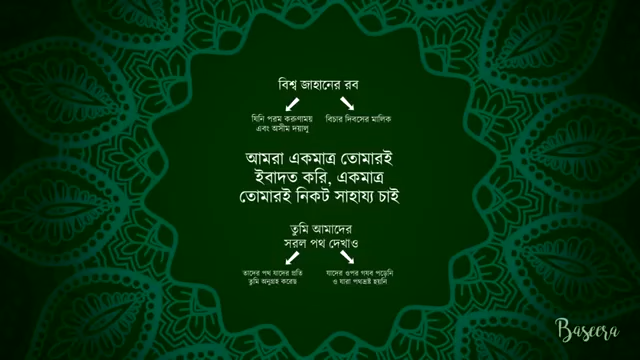 বিশ্ব জাহানের রব
যিনি পরম করুণাময়
এবং অসীম দয়ালু
বিচার দিবসের মালিক
আমরা একমাত্র তোমারই
ইবাদত করি, একমাত্র
তোমারই নিকট সাহায্য চাই
তুমি আমাদের
সরল পথ দেখাও
তাদের পথ যাদের প্রতি
তুমি অনুগ্রহ করেছ
যাদের ওপর গযব পড়েনি
ও যারা পথভ্রষ্ট হয়নি
Baseera